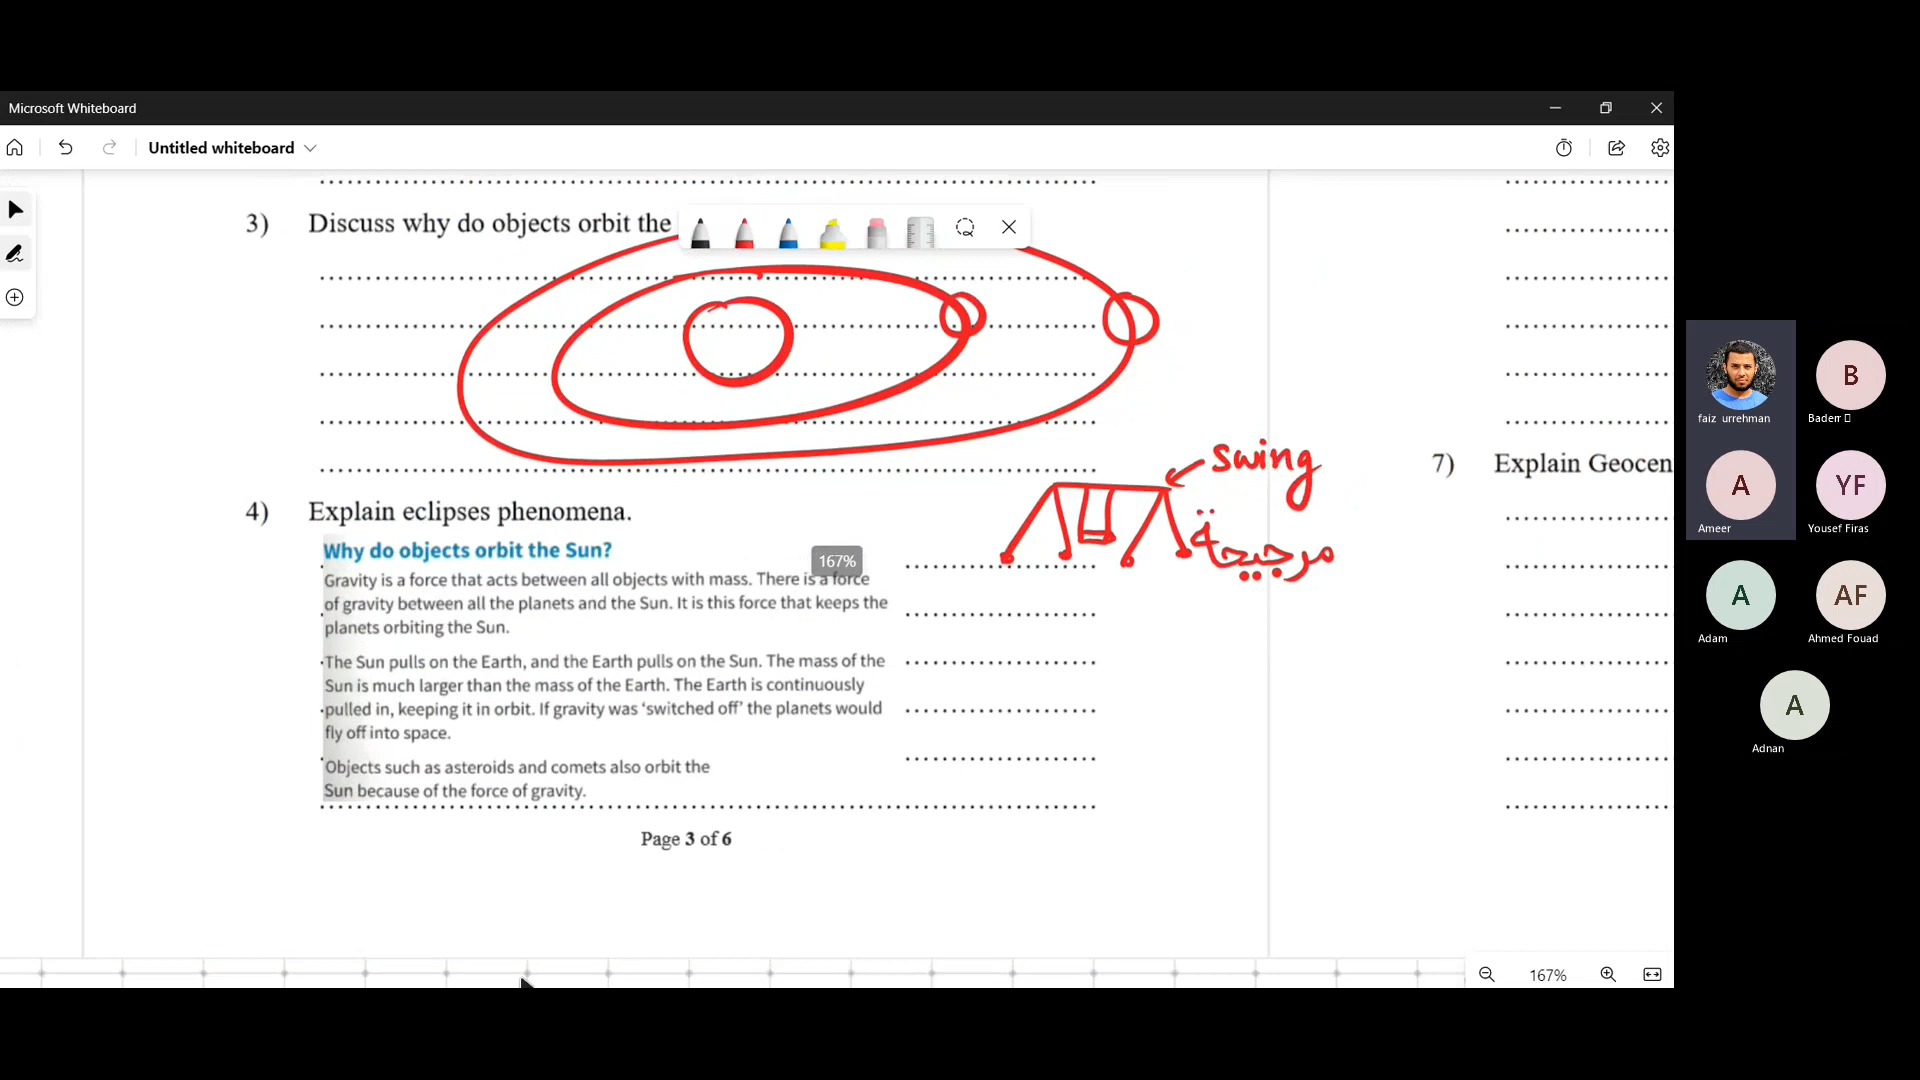 Microsoft Whiteboard
Untitled whiteboard
3) Discuss why do objects orbit the
swing
مرجيحة
7) Explain Geocen
4) Explain eclipses phenomena.
Why do objects orbit the Sun?
167%
Gravity is a force that acts between all objects with mass. There is a force
of gravity between all the planets and the Sun. It is this force that keeps the
planets orbiting the Sun.
The Sun pulls on the Earth, and the Earth pulls on the Sun. The mass of the
Sun is much larger than the mass of the Earth. The Earth is continuously
pulled in, keeping it in orbit. If gravity was ‘switched off’ the planets would
fly off into space.
Objects such as asteroids and comets also orbit the
Sun because of the force of gravity.
Page 3 of 6
167%
faiz urrehman
B
Baderr
A
Ameer
YF
Yousef Firas
A
Adam
AF
Ahmed Fouad
A
Adnan